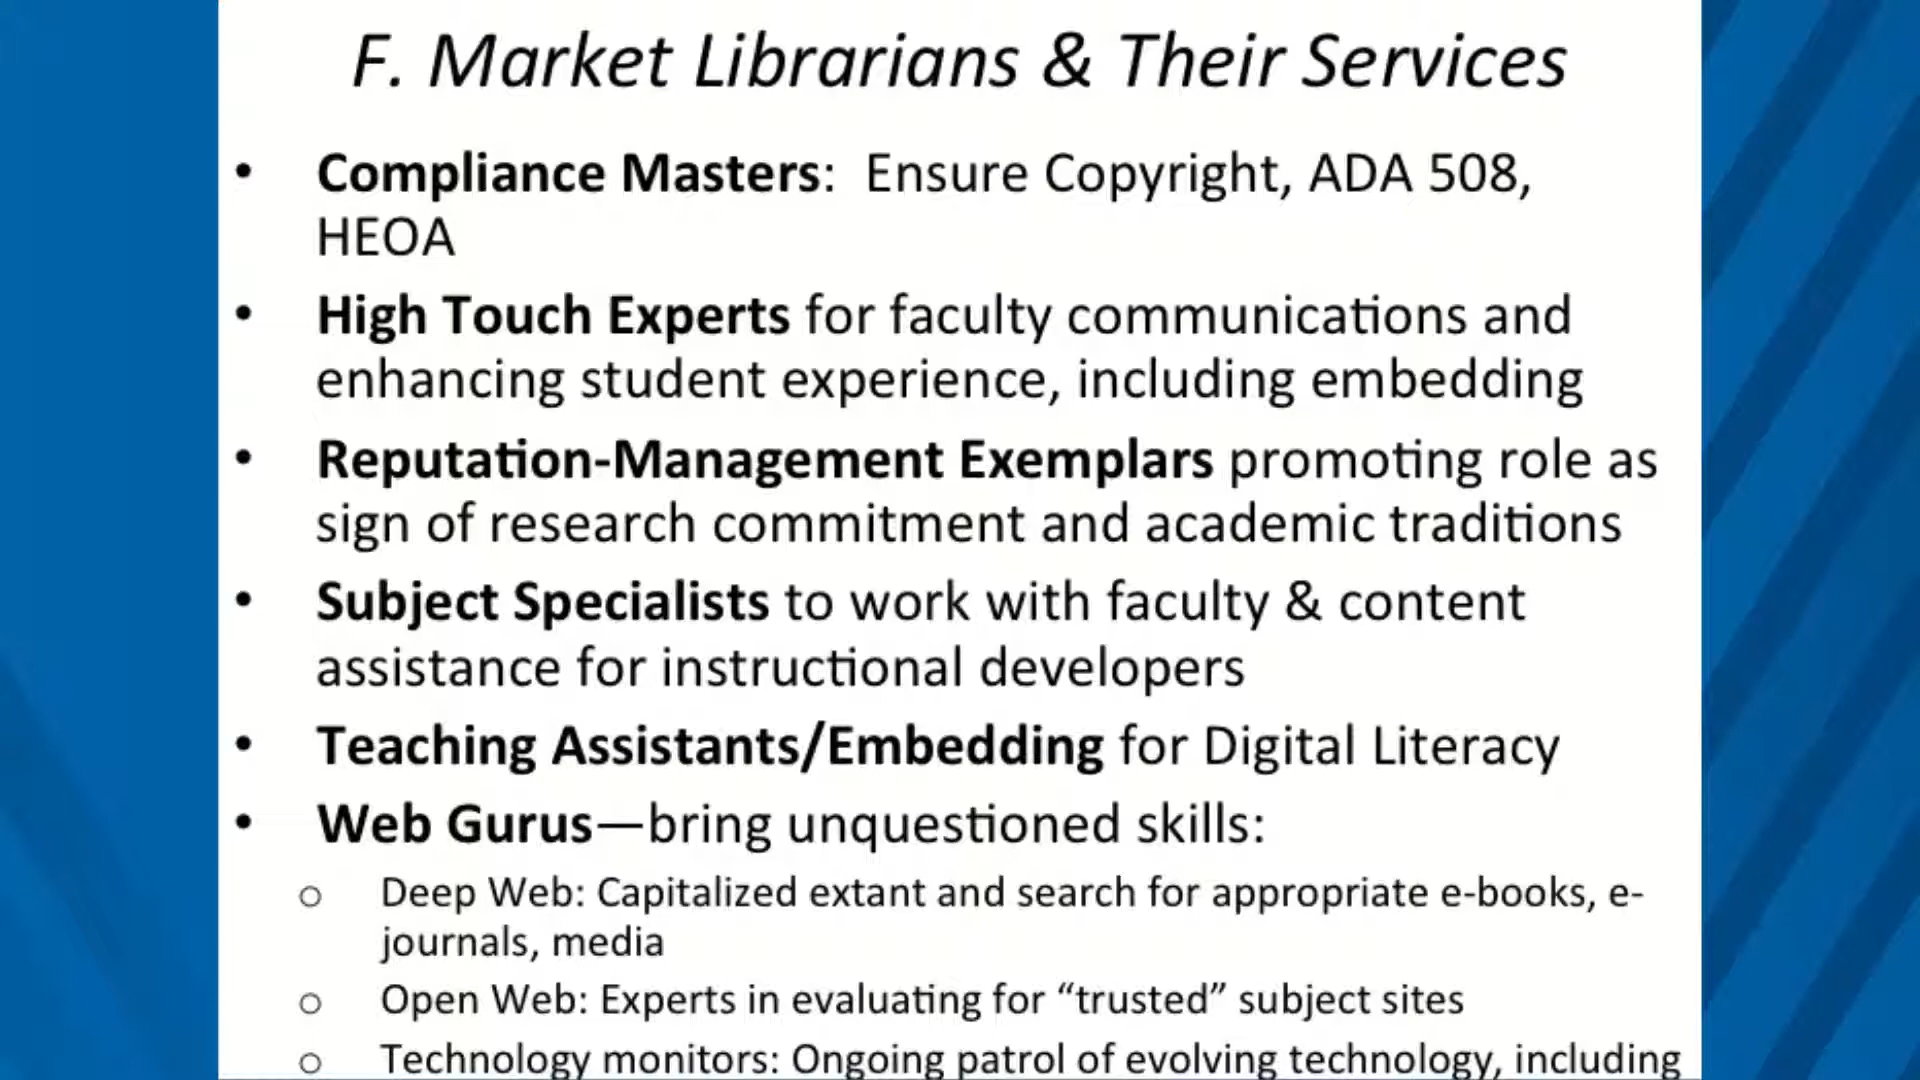 F. Market Librarians & Their Services
• Compliance Masters:  Ensure Copyright, ADA 508,
HEOA
• High Touch Experts for faculty communications and
enhancing student experience, including embedding
• Reputation-Management Exemplars promoting role as
sign of research commitment and academic traditions
• Subject Specialists to work with faculty & content
assistance for instructional developers
• Teaching Assistants/Embedding for Digital Literacy
• Web Gurus—bring unquestioned skills:
o Deep Web: Capitalized extant and search for appropriate e-books, e-
journals, media
o Open Web: Experts in evaluating for “trusted” subject sites
o Technology monitors: Ongoing patrol of evolving technology, including